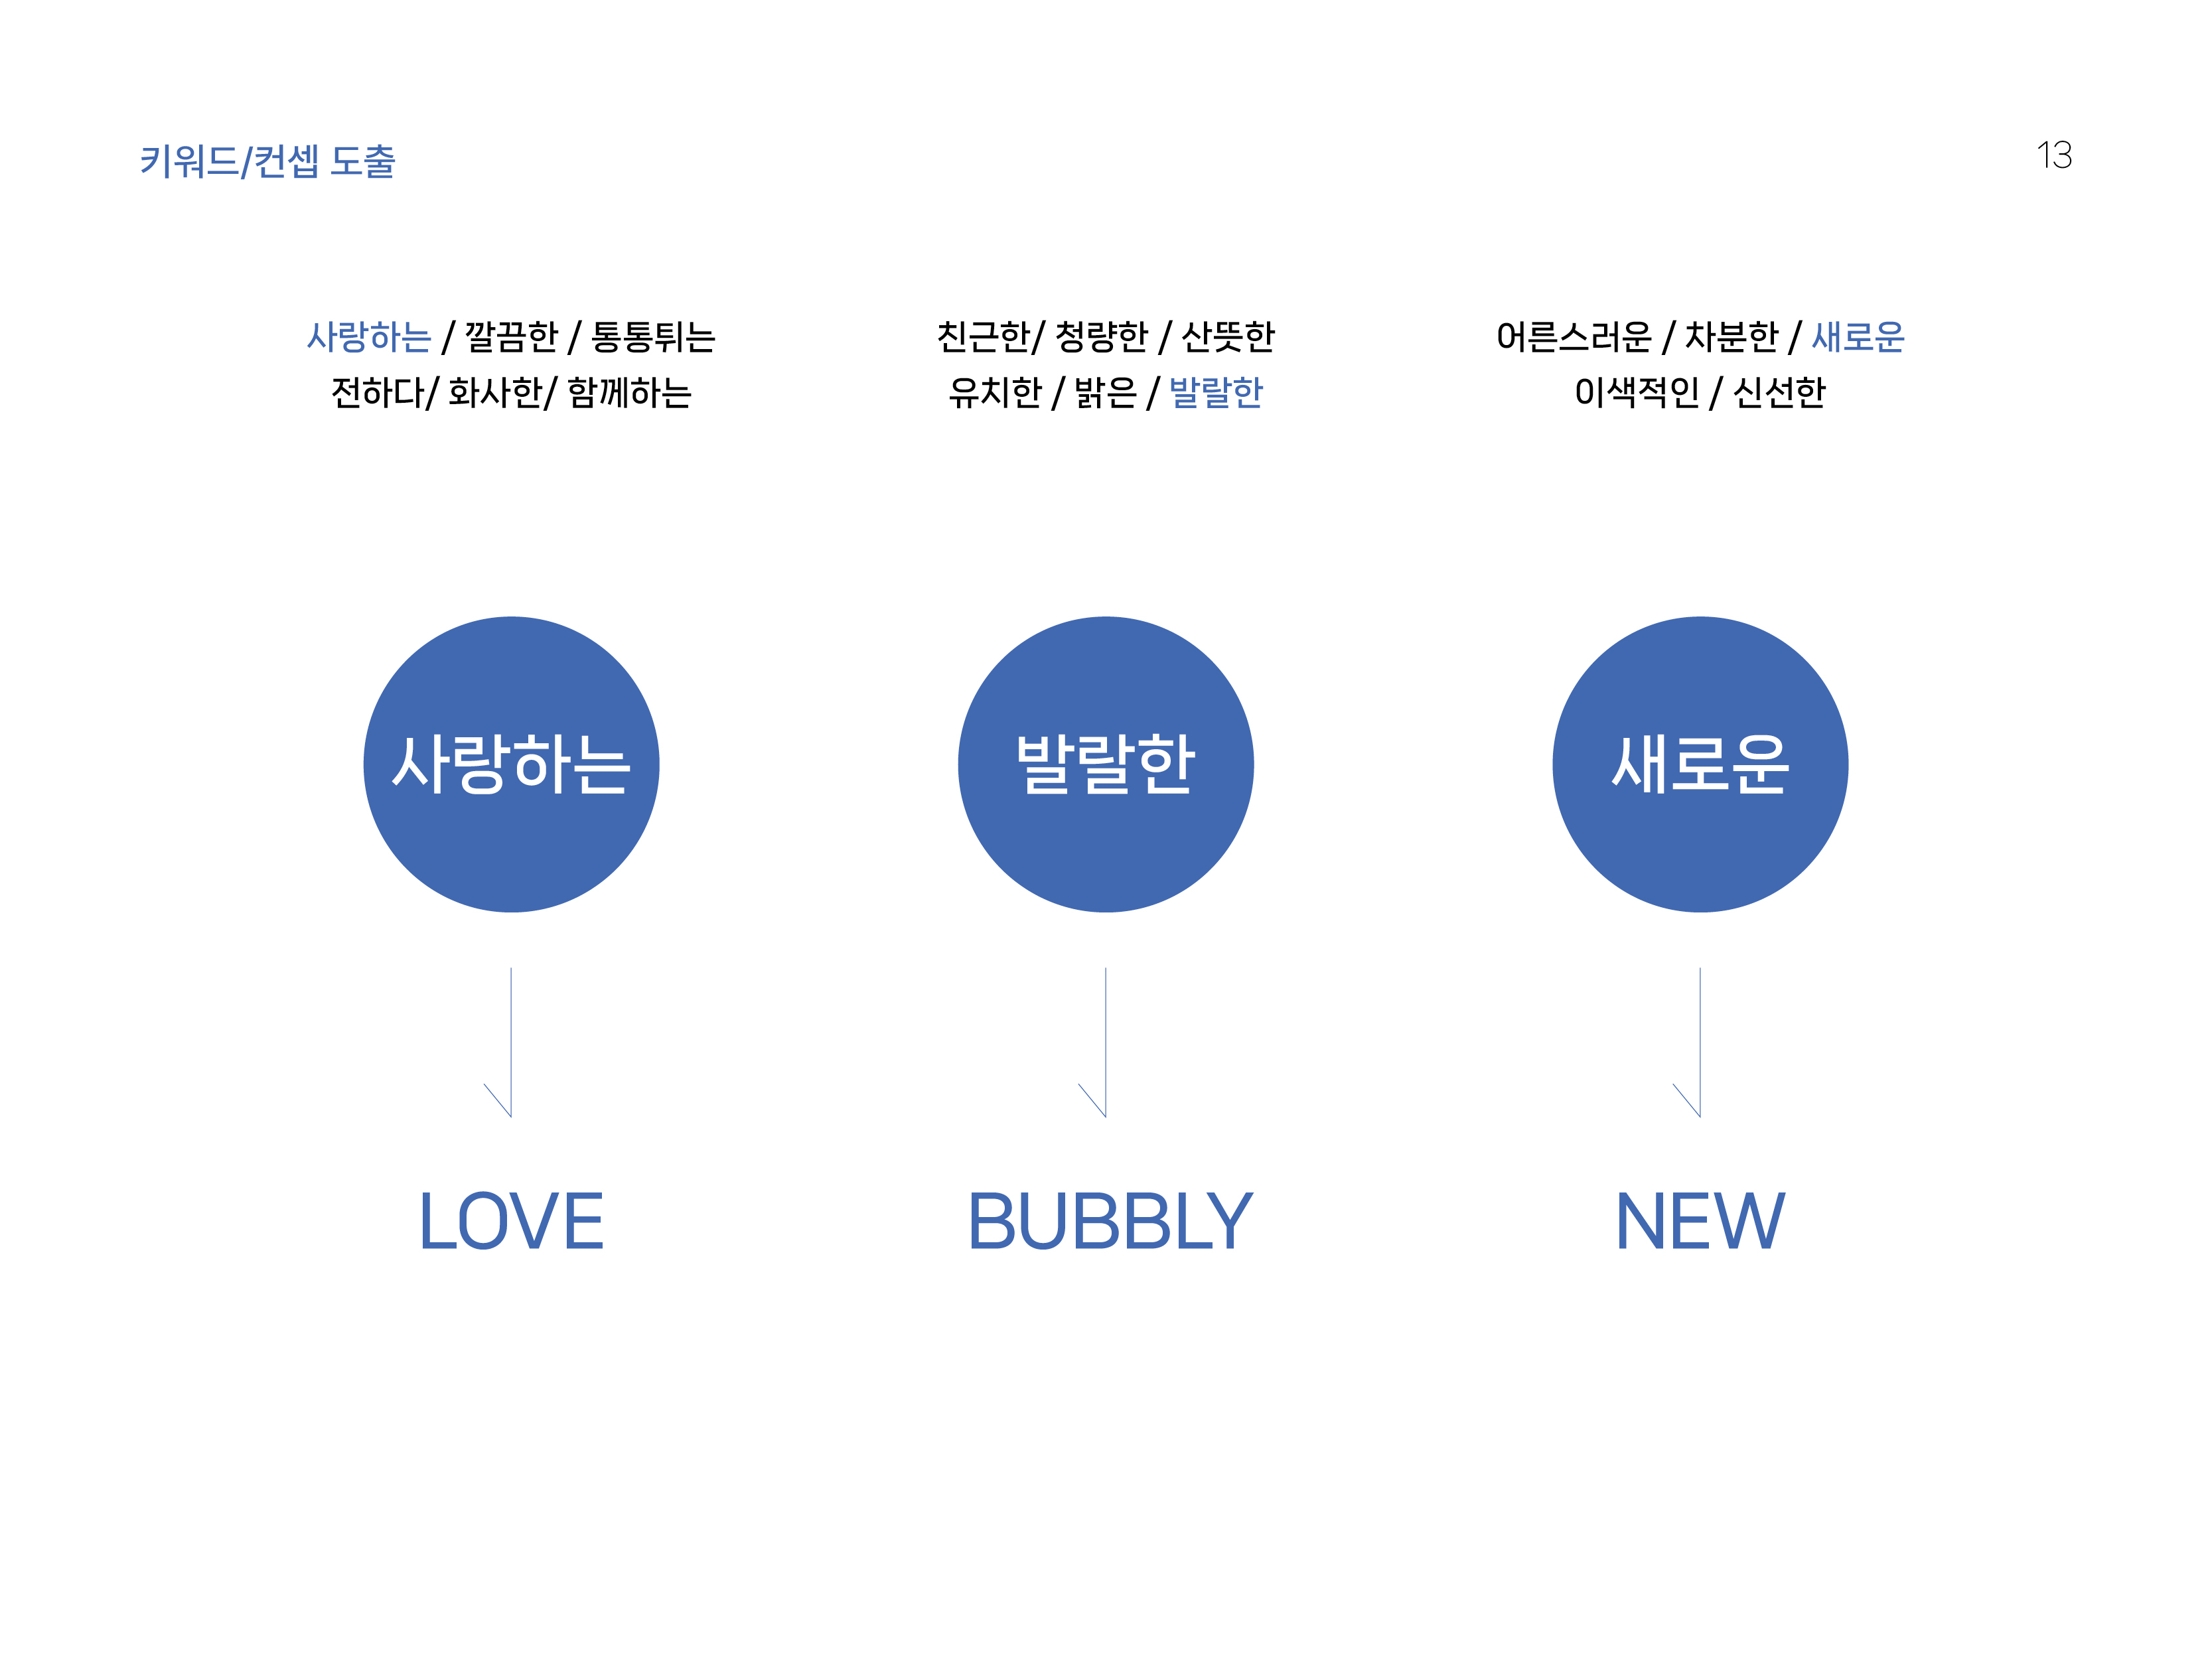 키워드/컨셉 도출
13
사랑하는 / 깔끔한 / 통통튀는
전하다/ 화사한/ 함께하는
친근한/ 청량한 / 산뜻한
유치한 / 밝은 / 발랄한
어른스러운 / 차분한 / 새로운
이색적인 / 신선한
사랑하는
발랄한
새로운
LOVE
BUBBLY
NEW